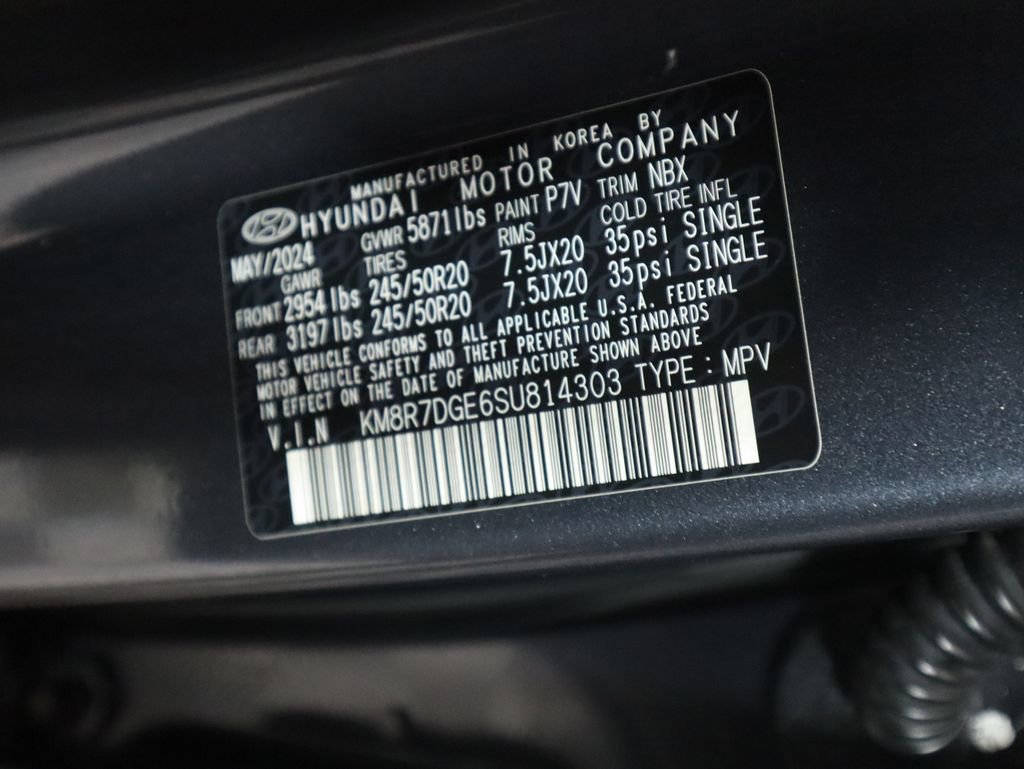 MANUFACTURED IN KOREA BY
HYUNDAI MOTOR COMPANY
MAY/2024 GVWR 5871lbs PAINT P7V TRIM NBX
GAWR TIRES RIMS COLD TIRE INFL
FRONT 2954lbs 245/50R20 7.5JX20 35psi SINGLE
REAR 3197lbs 245/50R20 7.5JX20 35psi SINGLE
THIS VEHICLE CONFORMS TO ALL APPLICABLE U.S.A. FEDERAL
MOTOR VEHICLE SAFETY AND THEFT PREVENTION STANDARDS
IN EFFECT ON THE DATE OF MANUFACTURE SHOWN ABOVE
V.I.N KM8R7DGE6SU814303 TYPE : MPV